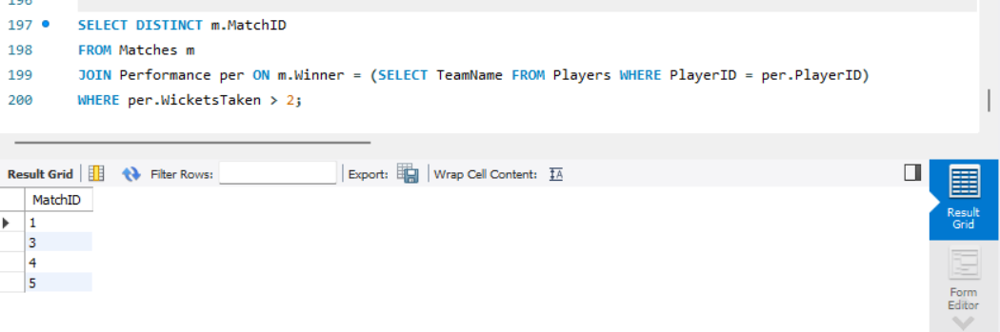 196
197 SELECT DISTINCT m.MatchID
198 FROM Matches m
199 JOIN Performance per ON m.Winner = (SELECT TeamName FROM Players WHERE PlayerID = per.PlayerID)
200 WHERE per.WicketsTaken > 2;
Result Grid Filter Rows: Export: Wrap Cell Content: IA
MatchID
1
3
4
5
Result
Grid
Form
Editor